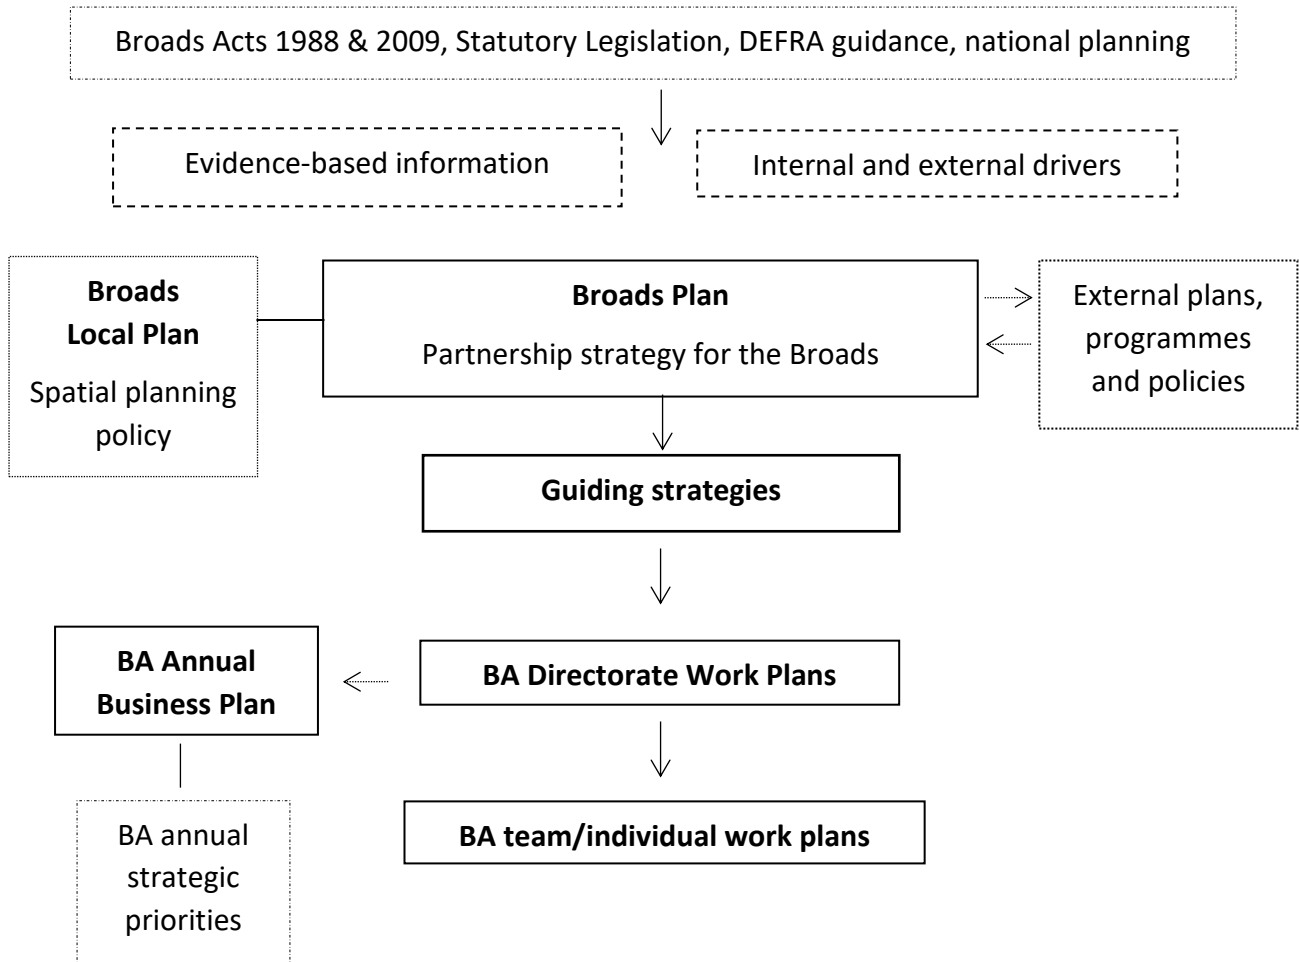 Broads Acts 1988 & 2009, Statutory Legislation, DEFRA guidance, national planning
Evidence-based information
Internal and external drivers
Broads
Local Plan
Spatial planning
policy
Broads Plan
Partnership strategy for the Broads
External plans,
programmes
and policies
Guiding strategies
BA Annual
Business Plan
BA Directorate Work Plans
BA annual
strategic
priorities
BA team/individual work plans